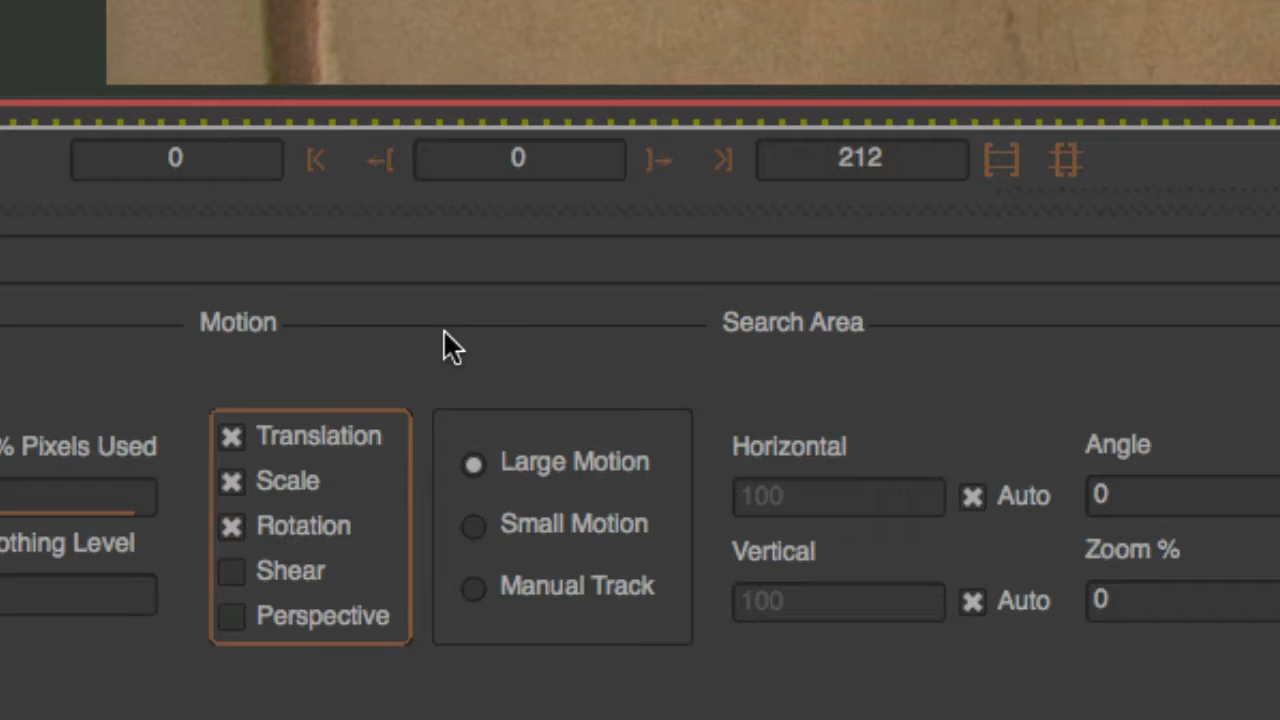 0 0 212
Motion Search Area
% Pixels Used
othing Level
Translation
Scale
Rotation
Shear
Perspective
Large Motion
Small Motion
Manual Track
Horizontal Angle
100 Auto 0
Vertical Zoom %
100 Auto 0